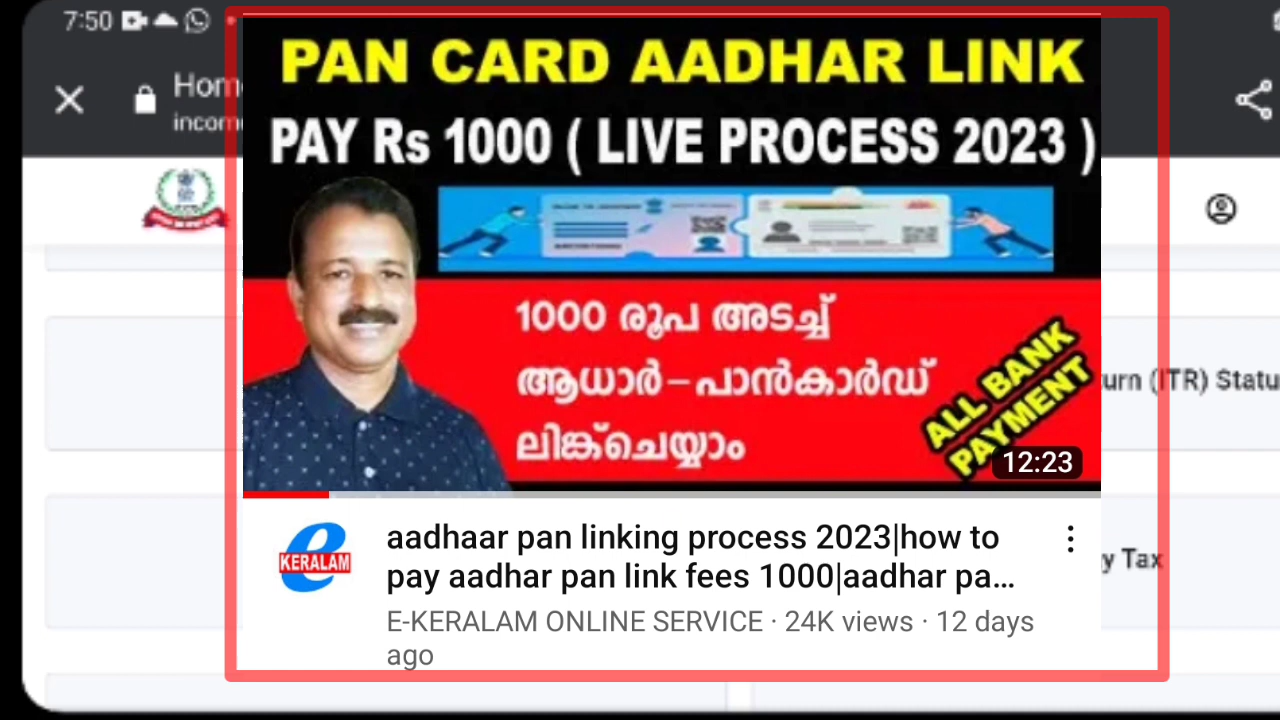 7:50
Hom
incom
PAN CARD AADHAR LINK
PAY Rs 1000 ( LIVE PROCESS 2023 )
1000 രൂപ അടച്ച്
ആധാർ-പാൻകാർഡ്
ലിങ്ക്ചെയ്യാം
ALL BANK
PAYMENT
12:23
urn (ITR) Statu
e
KERALAM
aadhaar pan linking process 2023|how to
pay aadhar pan link fees 1000|aadhar pa...
E-KERALAM ONLINE SERVICE · 24K views · 12 days
ago
y Tax